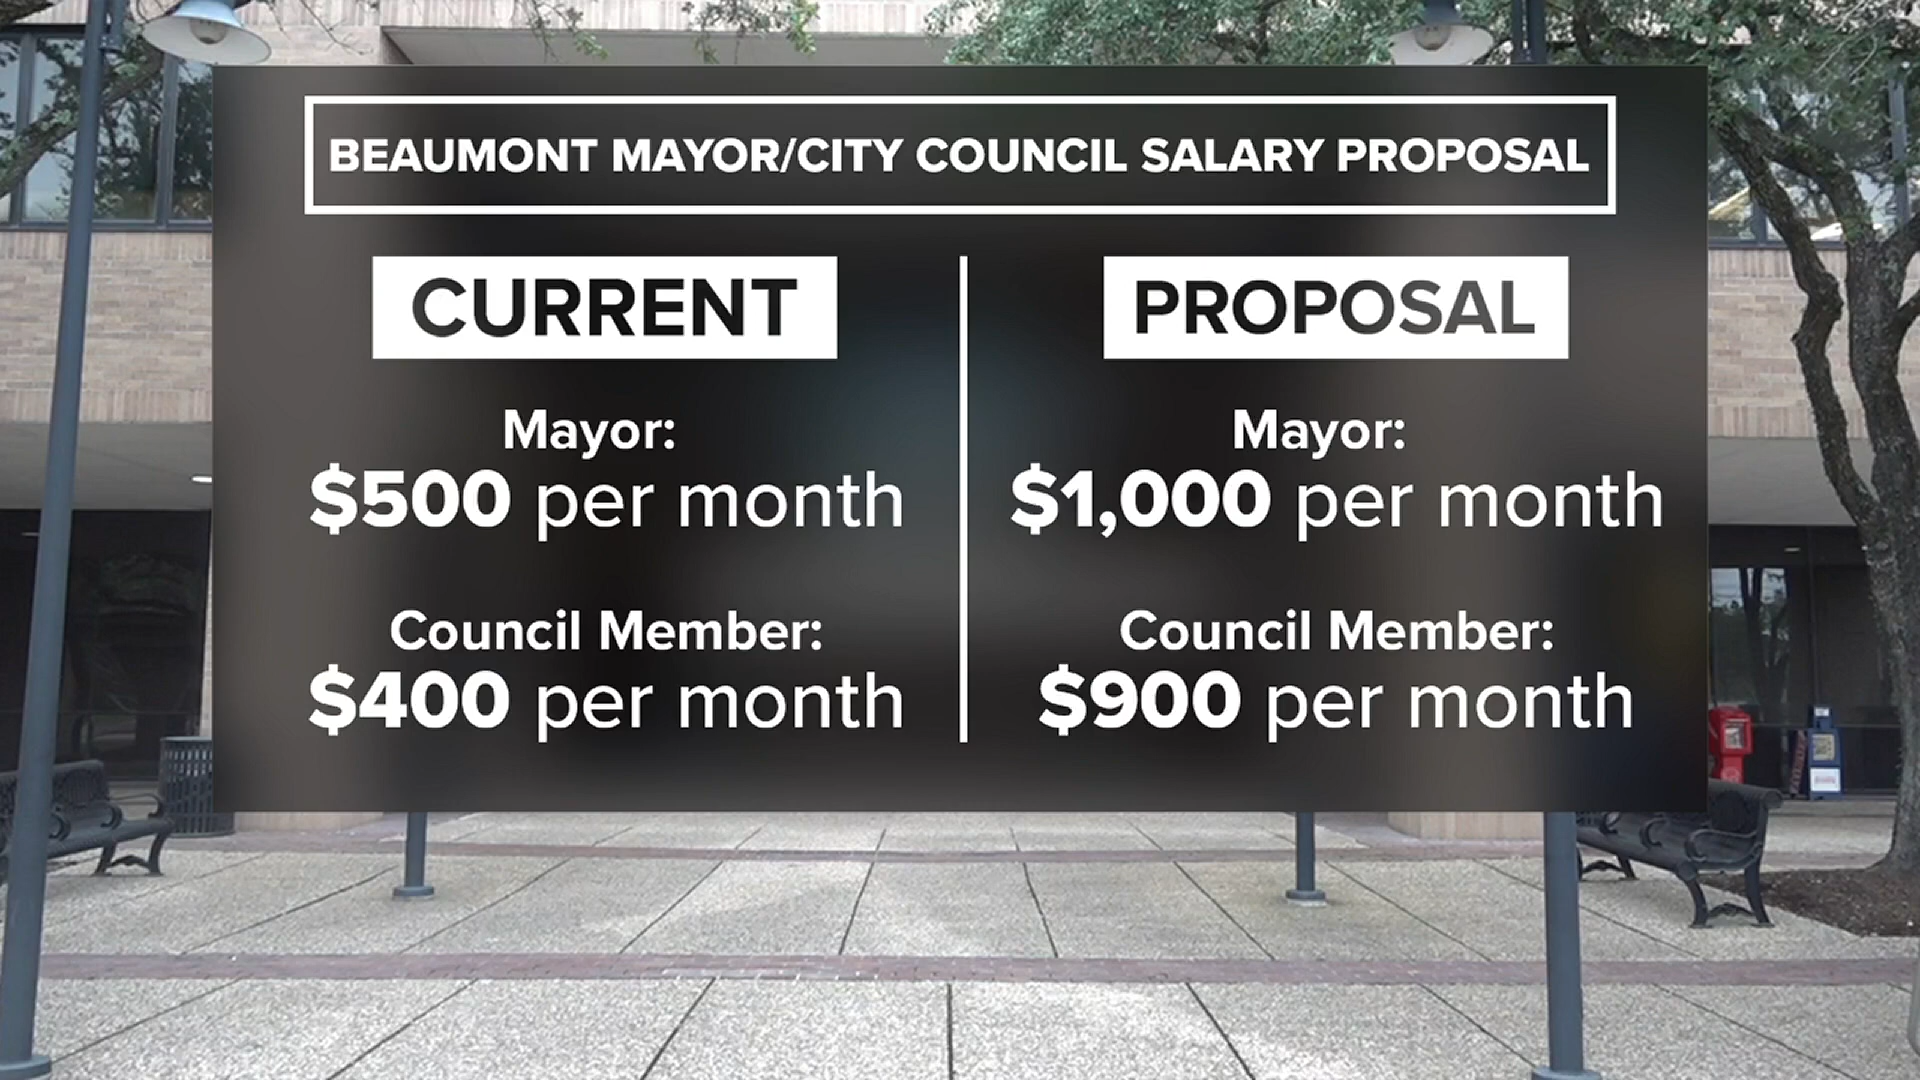 BEAUMONT MAYOR/CITY COUNCIL SALARY PROPOSAL
CURRENT
Mayor:
$500 per month
Council Member:
$400 per month
PROPOSAL
Mayor:
$1,000 per month
Council Member:
$900 per month